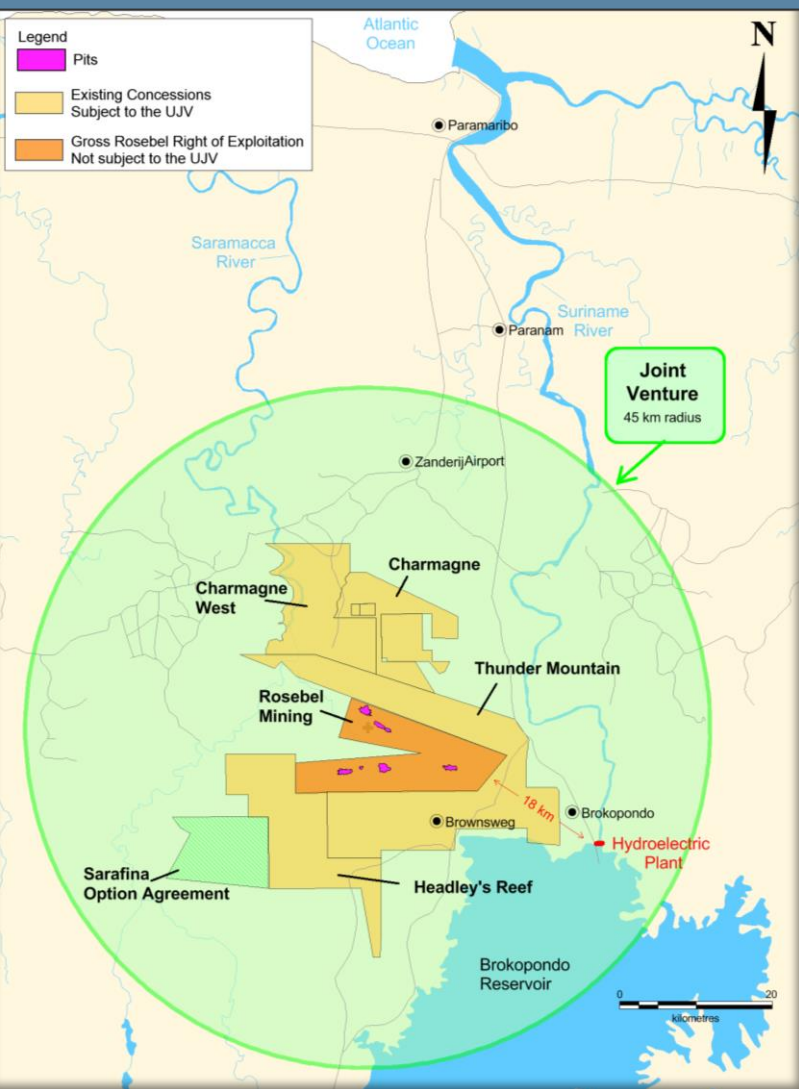 Legend
Pits
Existing Concessions
Subject to the UJV
Gross Rosebel Right of Exploitation
Not subject to the UJV
Atlantic
Ocean
N
Paramaribo
Saramacca
River
Suriname
River
Paranam
Joint
Venture
45 km radius
ZanderijAirport
Charmagne
Charmagne
West
Thunder Mountain
Rosebel
Mining
18 km
Brokopondo
Brownsweg
Hydroelectric
Plant
Sarafina
Option Agreement
Headley's Reef
Brokopondo
Reservoir
0
20
kilometres